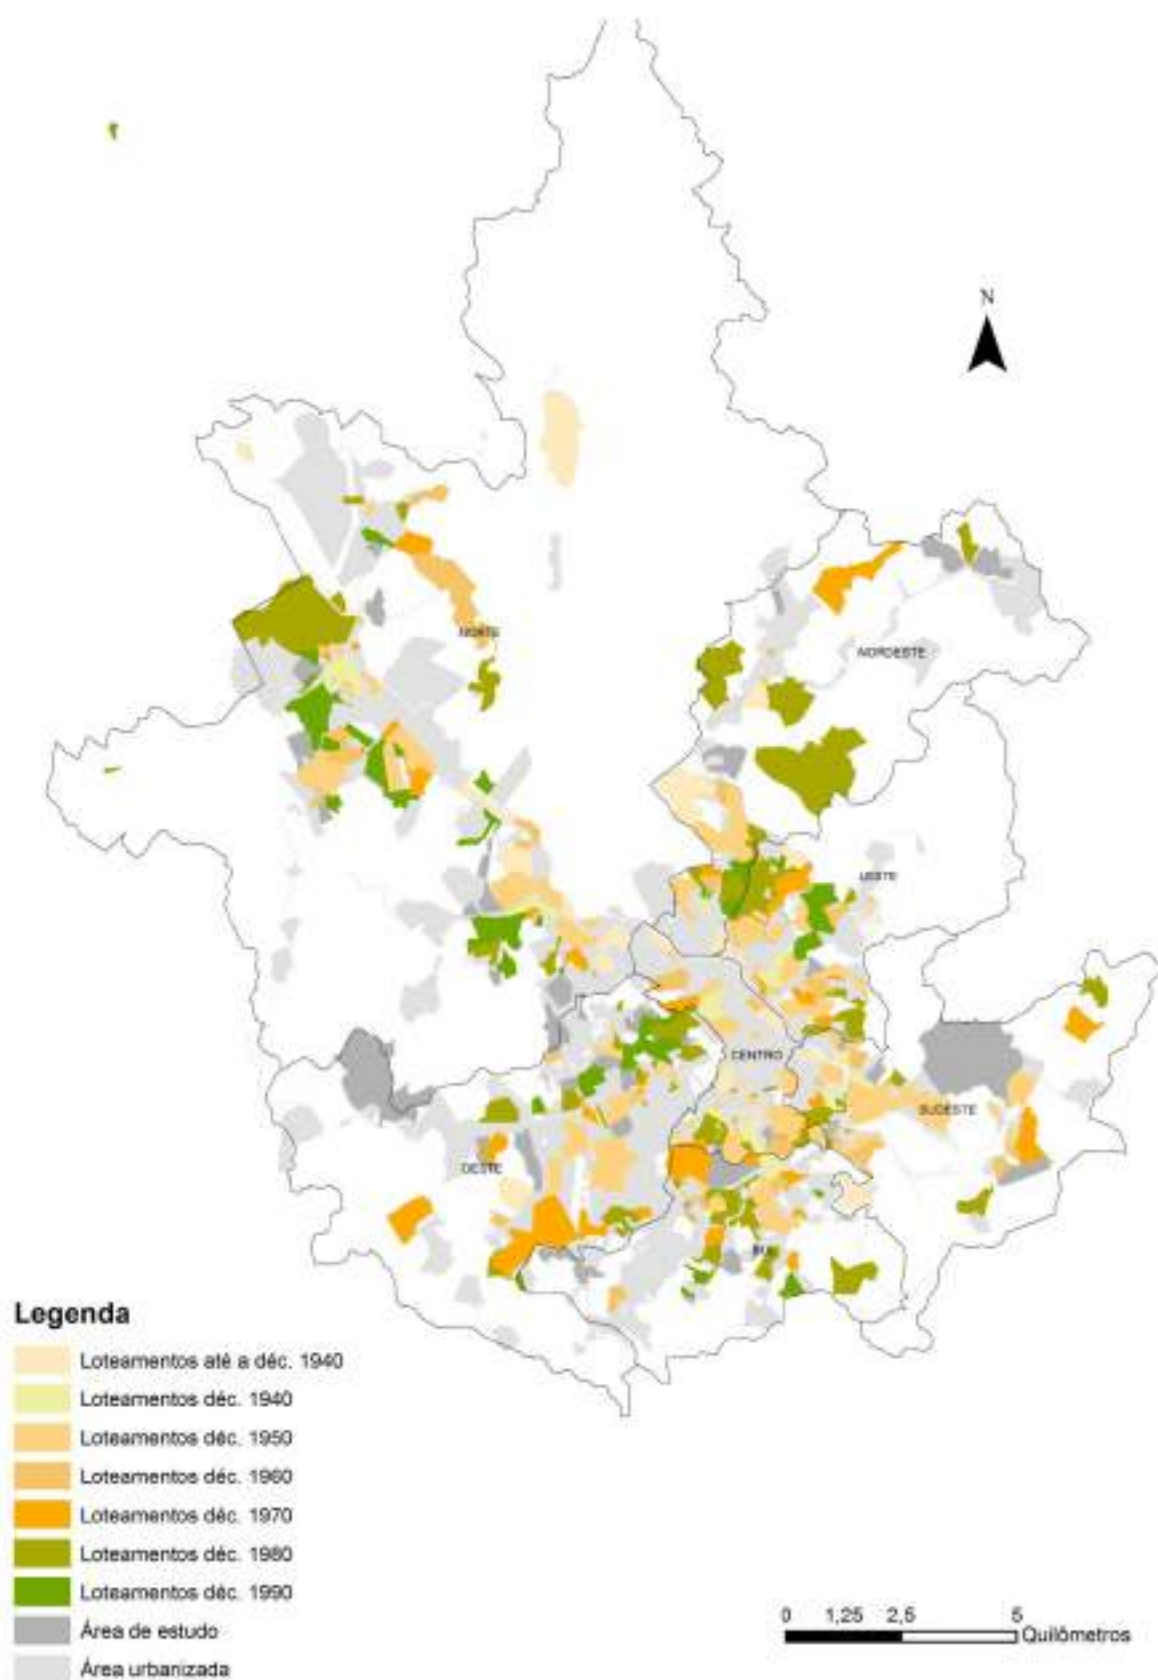 N
NORTE
NORDESTE
LESTE
CENTRO
SUDESTE
OESTE
SUL
Legenda
Loteamentos até a déc. 1940
Loteamentos déc. 1940
Loteamentos déc. 1950
Loteamentos déc. 1960
Loteamentos déc. 1970
Loteamentos déc. 1980
Loteamentos déc. 1990
Área de estudo
Área urbanizada
0 1,25 2,5 5
Quilômetros